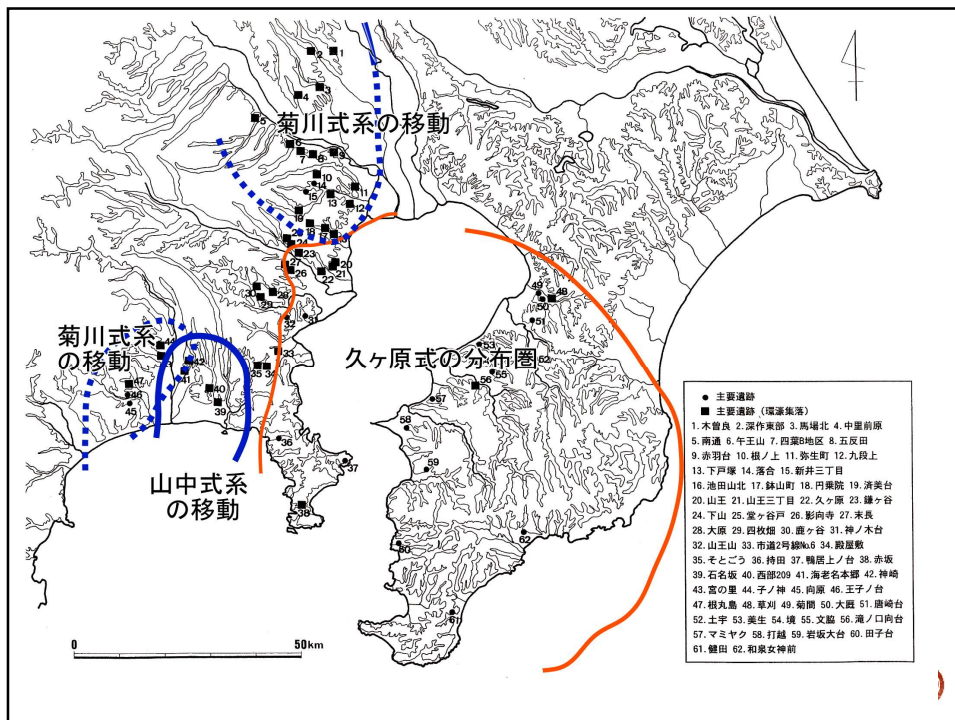 菊川式系の移動
菊川式系
の移動
久ヶ原式の分布圏
山中式系
の移動
0
50km
● 主要遺跡
■ 主要遺跡（環濠集落）
1.木曽良 2.深作東部 3.馬場北 4.中里前原
5.南通 6.午王山 7.四葉B地区 8.五反田
9.赤羽台 10.根ノ上 11.弥生町 12.九段上
13.下戸塚 14.落合 15.新井三丁目
16.池田山北 17.鉢山町 18.円乗院 19.済美台
20.山王 21.山王三丁目 22.久ヶ原 23.鎌ヶ谷
24.下山 25.堂ヶ谷戸 26.影向寺 27.末長
28.大原 29.四枚畑 30.鹿ヶ谷 31.神ノ木台
32.山王山 33.市道2号線No.6 34.殿屋敷
35.そとごう 36.持田 37.鴨居上ノ台 38.赤坂
39.石名坂 40.西部209 41.海老名本郷 42.神崎
43.宮の里 44.子ノ神 45.向原 46.王子ノ台
47.根丸島 48.草刈 49.菊間 50.大厩 51.唐崎台
52.土宇 53.美生 54.境 55.文脇 56.滝ノ口向台
57.マミヤク 58.打越 59.岩坂大台 60.田子台
61.健田 62.和泉女神前